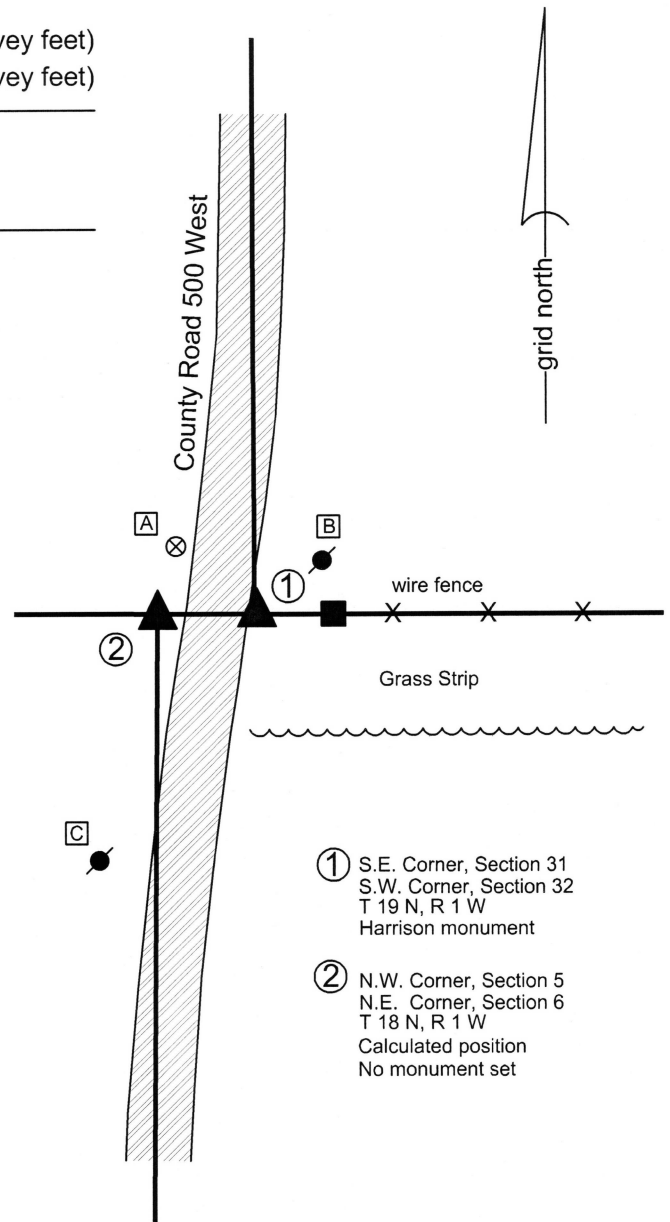 vey feet)
vey feet)
County Road 500 West
grid north
A
B
1
wire fence
2
Grass Strip
C
1 S.E. Corner, Section 31
S.W. Corner, Section 32
T 19 N, R 1 W
Harrison monument
2 N.W. Corner, Section 5
N.E. Corner, Section 6
T 18 N, R 1 W
Calculated position
No monument set